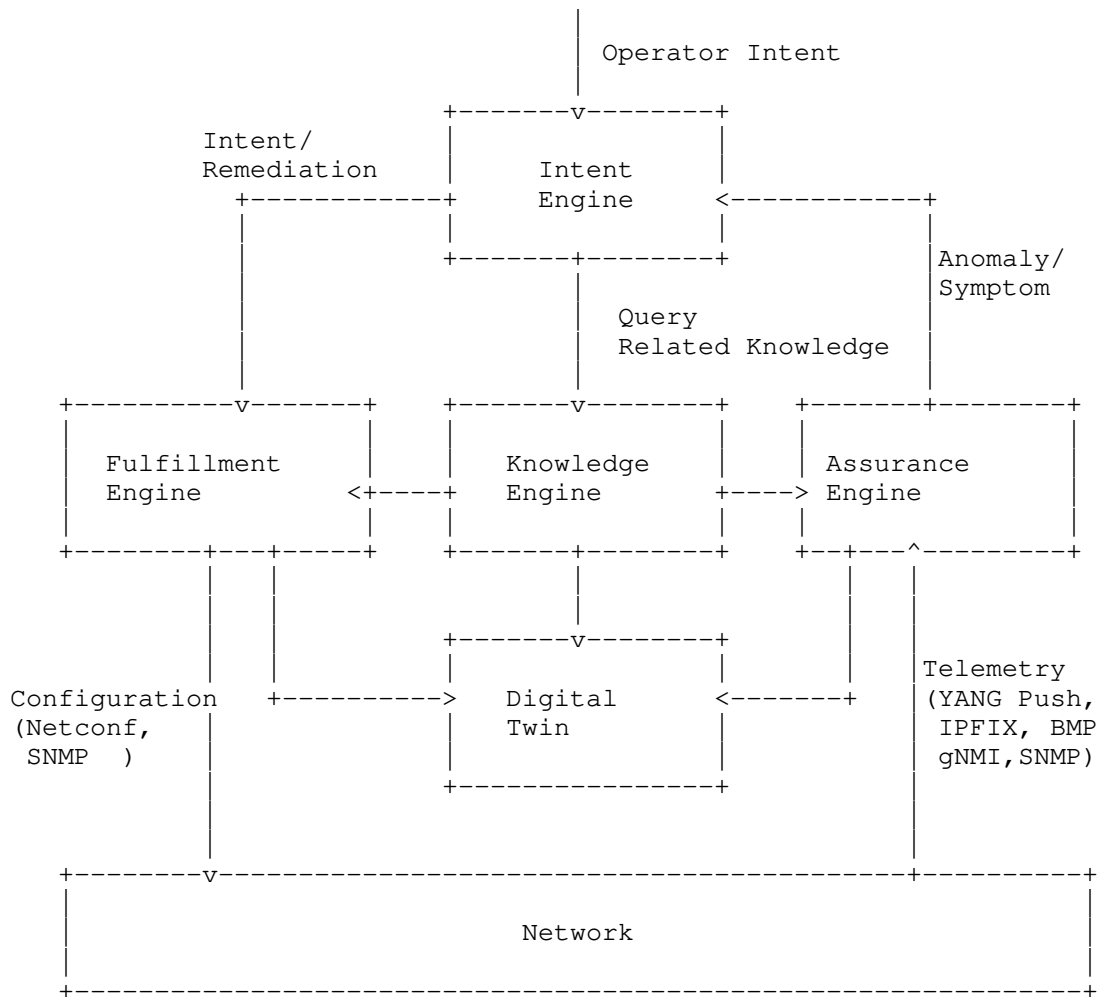 Operator Intent
Intent/
Remediation
Intent
Engine
Anomaly/
Symptom
Query
Related Knowledge
Fulfillment
Engine
Knowledge
Engine
Assurance
Engine
Configuration
(Netconf,
SNMP )
Digital
Twin
Telemetry
(YANG Push,
IPFIX, BMP
gNMI,SNMP)
Network